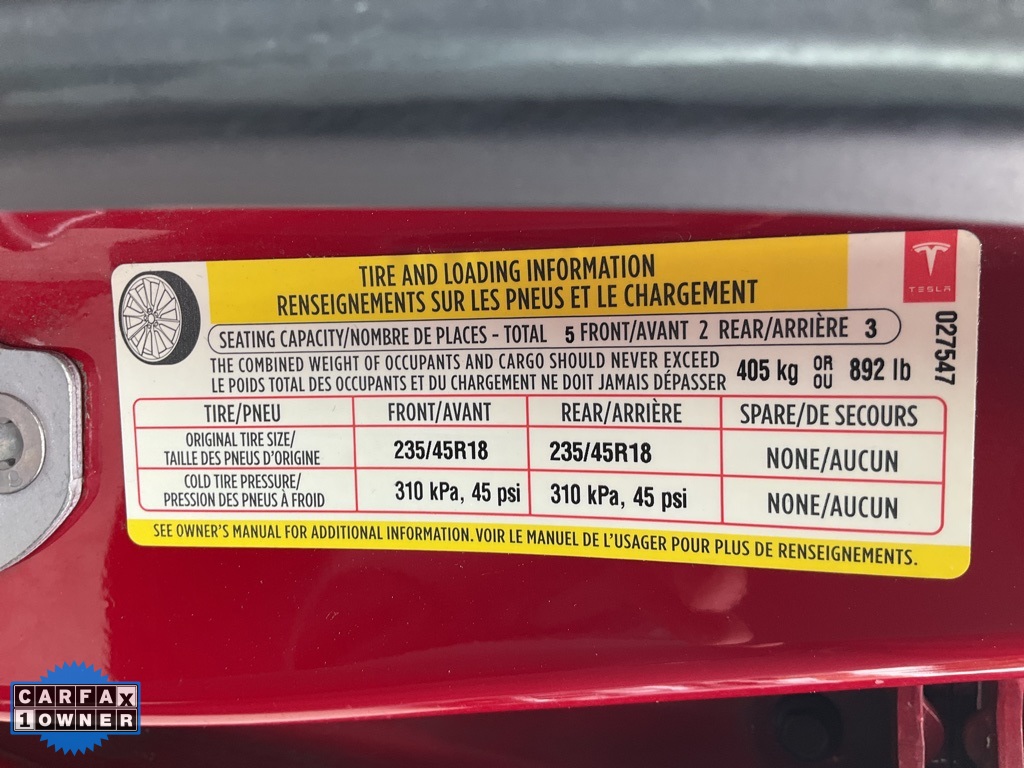 TIRE AND LOADING INFORMATION
RENSEIGNEMENTS SUR LES PNEUS ET LE CHARGEMENT
TESLA
SEATING CAPACITY/NOMBRE DE PLACES - TOTAL 5 FRONT/AVANT 2 REAR/ARRIÈRE 3
THE COMBINED WEIGHT OF OCCUPANTS AND CARGO SHOULD NEVER EXCEED
LE POIDS TOTAL DES OCCUPANTS ET DU CHARGEMENT NE DOIT JAMAIS DÉPASSER
405 kg OR 892 lb
OU
027547
TIRE/PNEU FRONT/AVANT REAR/ARRIÈRE SPARE/DE SECOURS
ORIGINAL TIRE SIZE/
TAILLE DES PNEUS D'ORIGINE
235/45R18 235/45R18 NONE/AUCUN
COLD TIRE PRESSURE/
PRESSION DES PNEUS À FROID
310 kPa, 45 psi 310 kPa, 45 psi NONE/AUCUN
SEE OWNER'S MANUAL FOR ADDITIONAL INFORMATION. VOIR LE MANUEL DE L'USAGER POUR PLUS DE RENSEIGNEMENTS.
CARFAX
1 OWNER